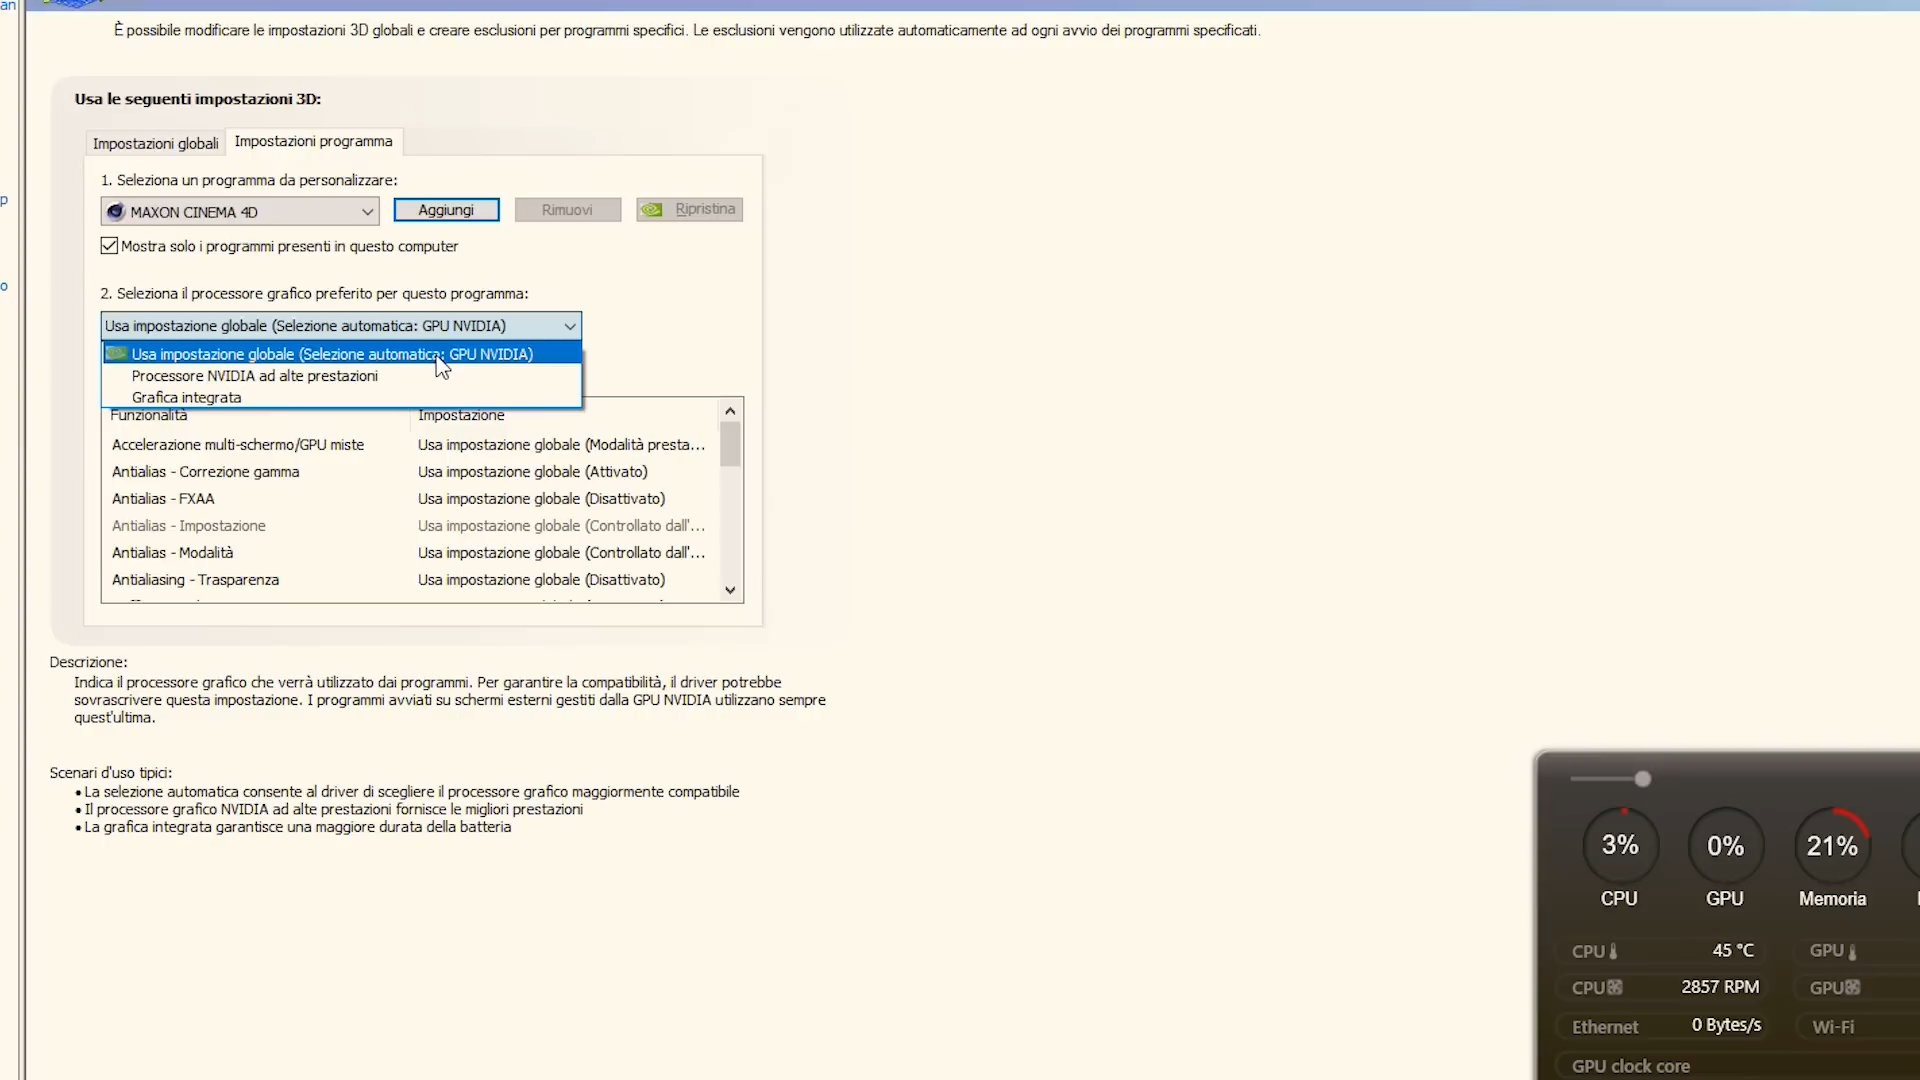 an
È possibile modificare le impostazioni 3D globali e creare esclusioni per programmi specifici. Le esclusioni vengono utilizzate automaticamente ad ogni avvio dei programmi specificati.
Usa le seguenti impostazioni 3D:
Impostazioni globali
Impostazioni programma
1. Seleziona un programma da personalizzare:
p
MAXON CINEMA 4D
Aggiungi
Rimuovi
Ripristina
Mostra solo i programmi presenti in questo computer
o
2. Seleziona il processore grafico preferito per questo programma:
Usa impostazione globale (Selezione automatica: GPU NVIDIA)
Usa impostazione globale (Selezione automatica: GPU NVIDIA)
Processore NVIDIA ad alte prestazioni
Grafica integrata
Funzionalità Impostazione
Accelerazione multi-schermo/GPU miste Usa impostazione globale (Modalità presta...
Antialias - Correzione gamma Usa impostazione globale (Attivato)
Antialias - FXAA Usa impostazione globale (Disattivato)
Antialias - Impostazione Usa impostazione globale (Controllato dall'...
Antialias - Modalità Usa impostazione globale (Controllato dall'...
Antialiasing - Trasparenza Usa impostazione globale (Disattivato)
Descrizione:
Indica il processore grafico che verrà utilizzato dai programmi. Per garantire la compatibilità, il driver potrebbe
sovrascrivere questa impostazione. I programmi avviati su schermi esterni gestiti dalla GPU NVIDIA utilizzano sempre
quest'ultima.
Scenari d'uso tipici:
• La selezione automatica consente al driver di scegliere il processore grafico maggiormente compatibile
• Il processore grafico NVIDIA ad alte prestazioni fornisce le migliori prestazioni
• La grafica integrata garantisce una maggiore durata della batteria
3% 0% 21%
CPU GPU Memoria
CPU 45 °C GPU
CPU 2857 RPM GPU
Ethernet 0 Bytes/s Wi-Fi
GPU clock core